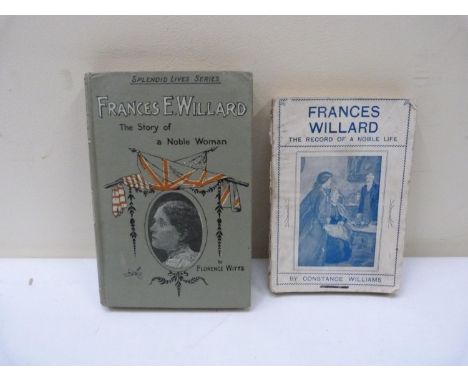 SPLENDID LIVES SERIES
FRANCES E. WILLARD
The Story of
a Noble Woman
BY
FLORENCE WITTS
FRANCES
WILLARD
THE RECORD OF A NOBLE LIFE
BY CONSTANCE WILLIAMS